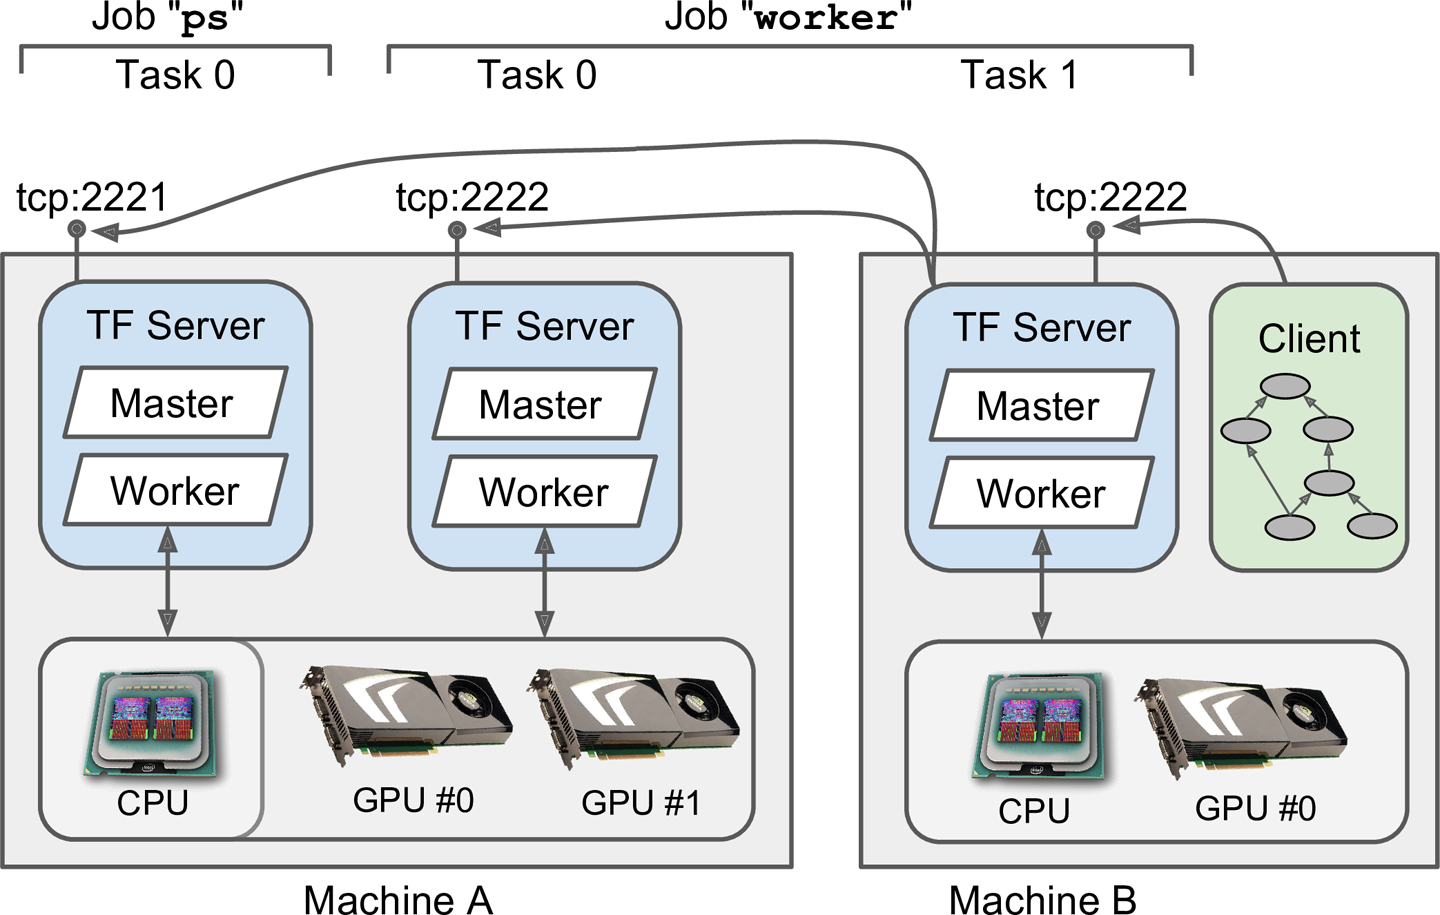 Job "ps"
Job "worker"
Task 0
Task 0
Task 1
tcp:2221
tcp:2222
tcp:2222
TF Server
TF Server
TF Server
Client
Master
Master
Master
Worker
Worker
Worker
CPU
GPU #0
GPU #1
CPU
GPU #0
Machine A
Machine B